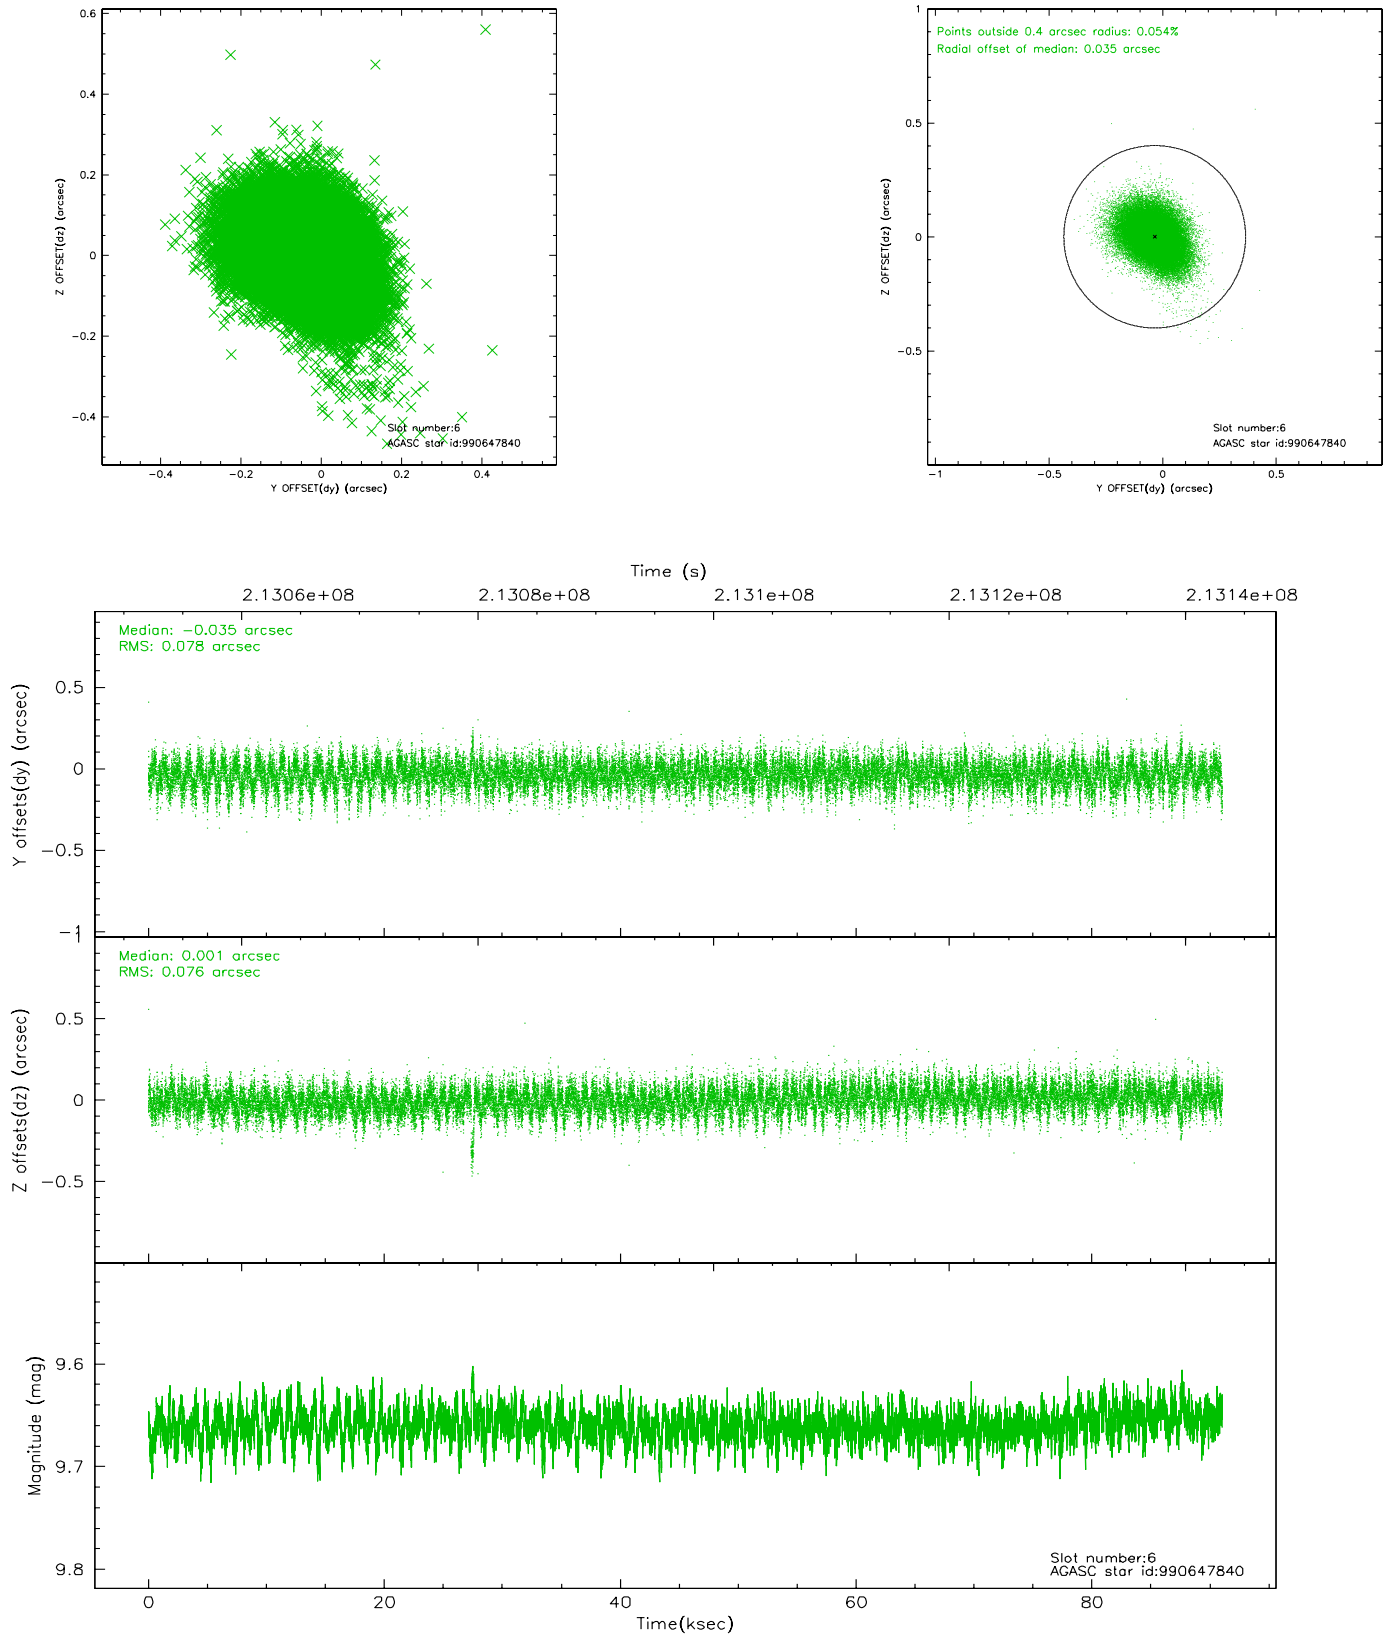 0.6
0.4
0.2
0
−0.2
−0.4
Z OFFSET(dz) (arcsec)
−0.4 −0.2 0 0.2 0.4
Y OFFSET(dy) (arcsec)
Slot number:6
AGASC star id:990647840
1
0.5
0
−0.5
Z OFFSET(dz) (arcsec)
−1 −0.5 0 0.5
Y OFFSET(dy) (arcsec)
Points outside 0.4 arcsec radius: 0.054%
Radial offset of median: 0.035 arcsec
Slot number:6
AGASC star id:990647840
Time (s)
2.1306e+08 2.1308e+08 2.131e+08 2.1312e+08 2.1314e+08
Median: −0.035 arcsec
RMS: 0.078 arcsec
0.5
0
−0.5
−1
Y offsets(dy) (arcsec)
Median: 0.001 arcsec
RMS: 0.076 arcsec
0.5
0
−0.5
Z offsets(dz) (arcsec)
9.6
9.7
9.8
Magnitude (mag)
Slot number:6
AGASC star id:990647840
0 20 40 60 80
Time(ksec)